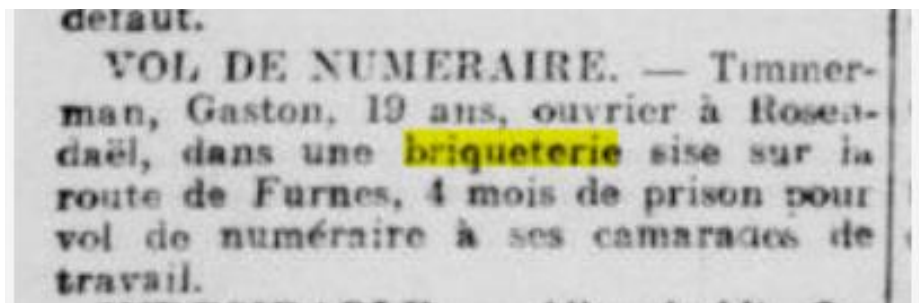 défaut.
VOL DE NUMERAIRE. — Timmer-
man, Gaston, 19 ans, ouvrier à Rosen-
daël, dans une briqueterie sise sur la
route de Furnes, 4 mois de prison pour
vol de numéraire à ses camarades de
travail.